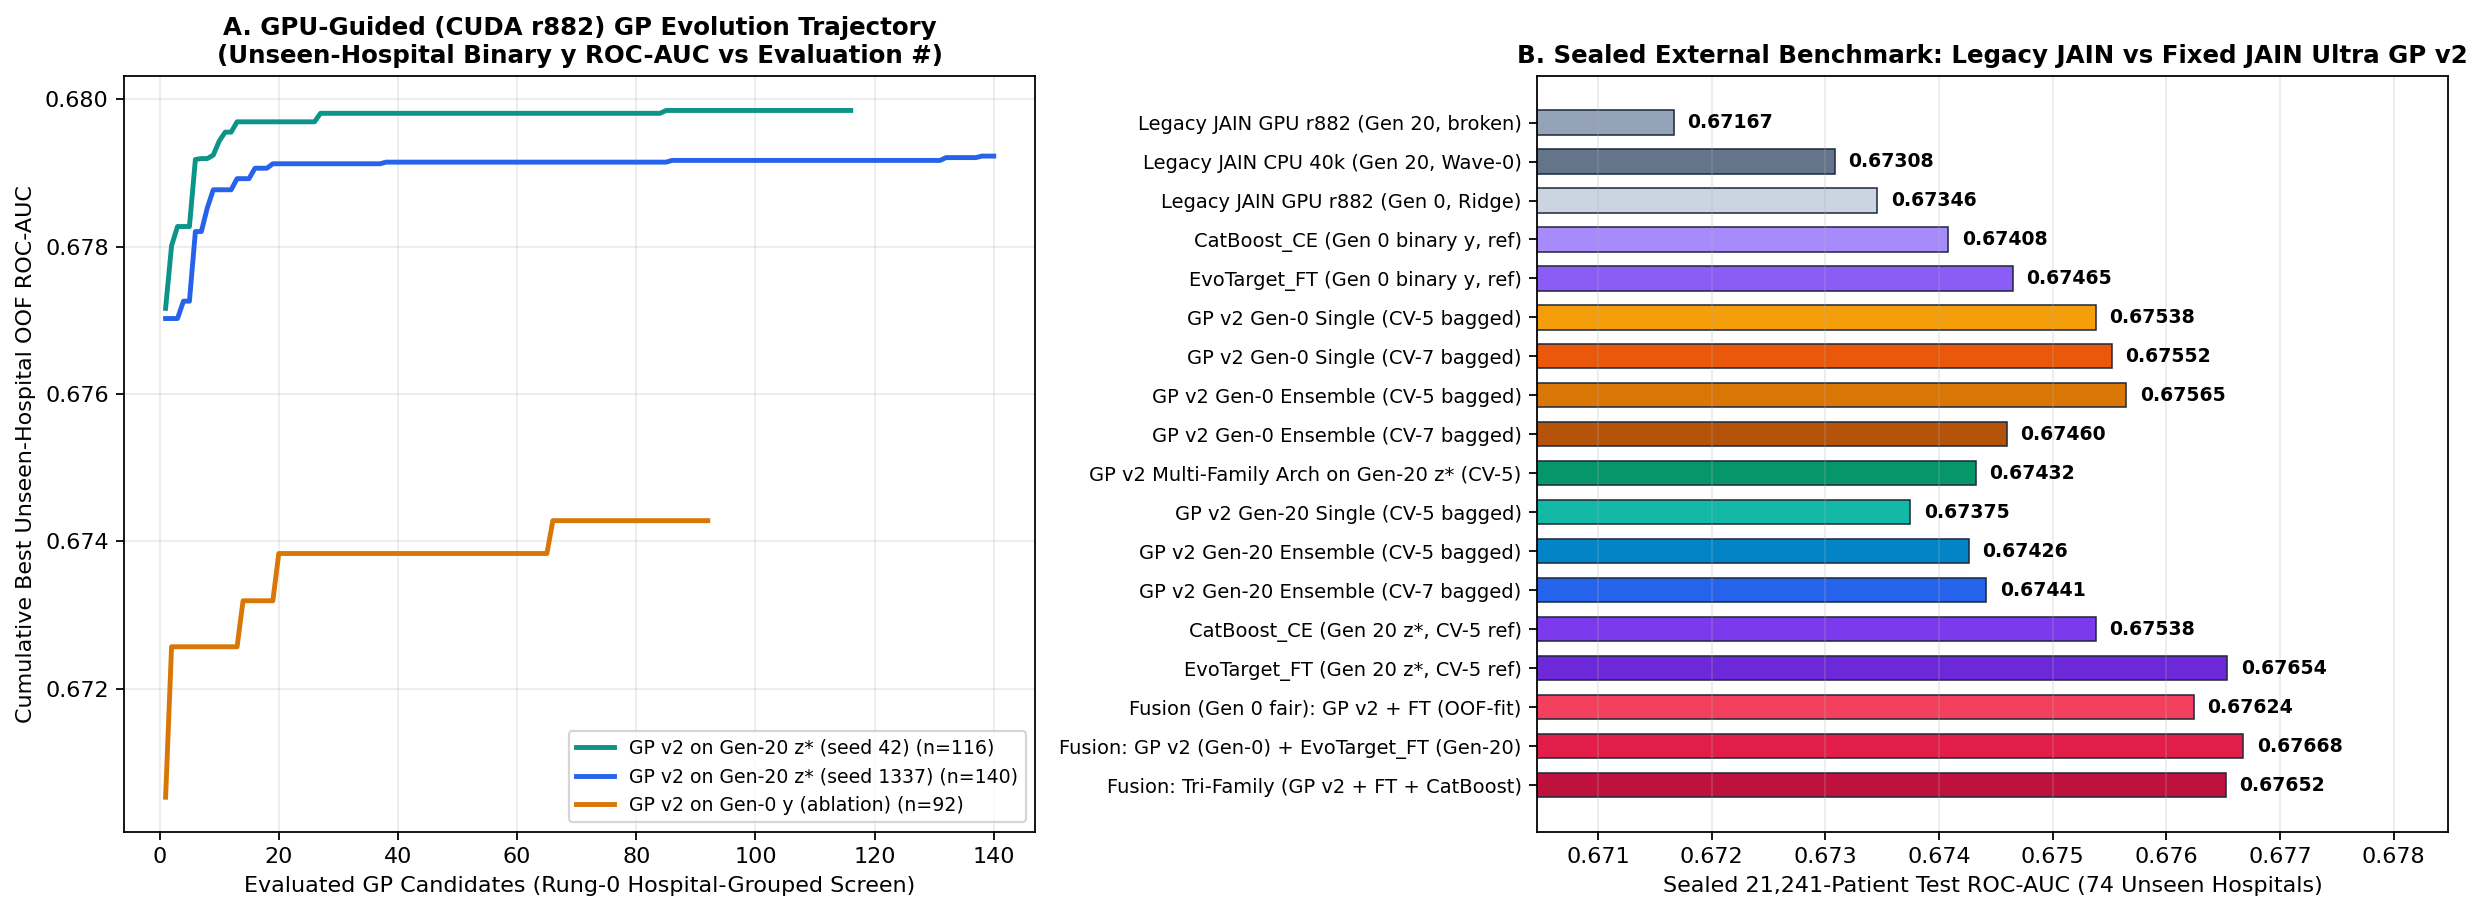 A. GPU-Guided (CUDA r882) GP Evolution Trajectory
(Unseen-Hospital Binary y ROC-AUC vs Evaluation #)
Cumulative Best Unseen-Hospital OOF ROC-AUC
0.680
0.678
0.676
0.674
0.672
GP v2 on Gen-20 z* (seed 42) (n=116)
GP v2 on Gen-20 z* (seed 1337) (n=140)
GP v2 on Gen-0 y (ablation) (n=92)
0 20 40 60 80 100 120 140
Evaluated GP Candidates (Rung-0 Hospital-Grouped Screen)
B. Sealed External Benchmark: Legacy JAIN vs Fixed JAIN Ultra GP v2
Legacy JAIN GPU r882 (Gen 20, broken) 0.67167
Legacy JAIN CPU 40k (Gen 20, Wave-0) 0.67308
Legacy JAIN GPU r882 (Gen 0, Ridge) 0.67346
CatBoost_CE (Gen 0 binary y, ref) 0.67408
EvoTarget_FT (Gen 0 binary y, ref) 0.67465
GP v2 Gen-0 Single (CV-5 bagged) 0.67538
GP v2 Gen-0 Single (CV-7 bagged) 0.67552
GP v2 Gen-0 Ensemble (CV-5 bagged) 0.67565
GP v2 Gen-0 Ensemble (CV-7 bagged) 0.67460
GP v2 Multi-Family Arch on Gen-20 z* (CV-5) 0.67432
GP v2 Gen-20 Single (CV-5 bagged) 0.67375
GP v2 Gen-20 Ensemble (CV-5 bagged) 0.67426
GP v2 Gen-20 Ensemble (CV-7 bagged) 0.67441
CatBoost_CE (Gen 20 z*, CV-5 ref) 0.67538
EvoTarget_FT (Gen 20 z*, CV-5 ref) 0.67654
Fusion (Gen 0 fair): GP v2 + FT (OOF-fit) 0.67624
Fusion: GP v2 (Gen-0) + EvoTarget_FT (Gen-20) 0.67668
Fusion: Tri-Family (GP v2 + FT + CatBoost) 0.67652
0.671 0.672 0.673 0.674 0.675 0.676 0.677 0.678
Sealed 21,241-Patient Test ROC-AUC (74 Unseen Hospitals)